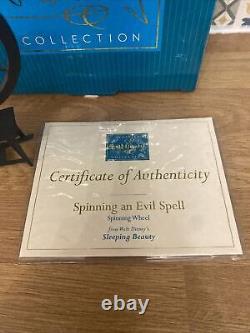 COLLECTION
Certificate of Authenticity
Spinning an Evil Spell
Spinning Wheel
from Walt Disney's
Sleeping Beauty